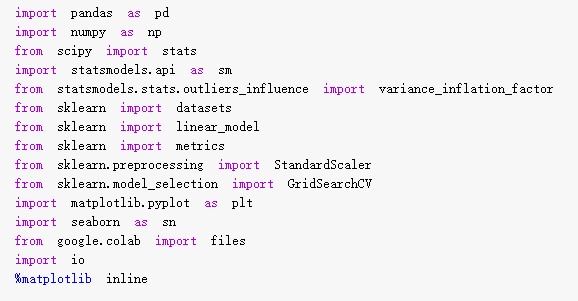 import pandas as pd
import numpy as np
from scipy import stats
import statsmodels.api as sm
from statsmodels.stats.outliers_influence import variance_inflation_factor
from sklearn import datasets
from sklearn import linear_model
from sklearn import metrics
from sklearn.preprocessing import StandardScaler
from sklearn.model_selection import GridSearchCV
import matplotlib.pyplot as plt
import seaborn as sn
from google.colab import files
import io
%matplotlib inline